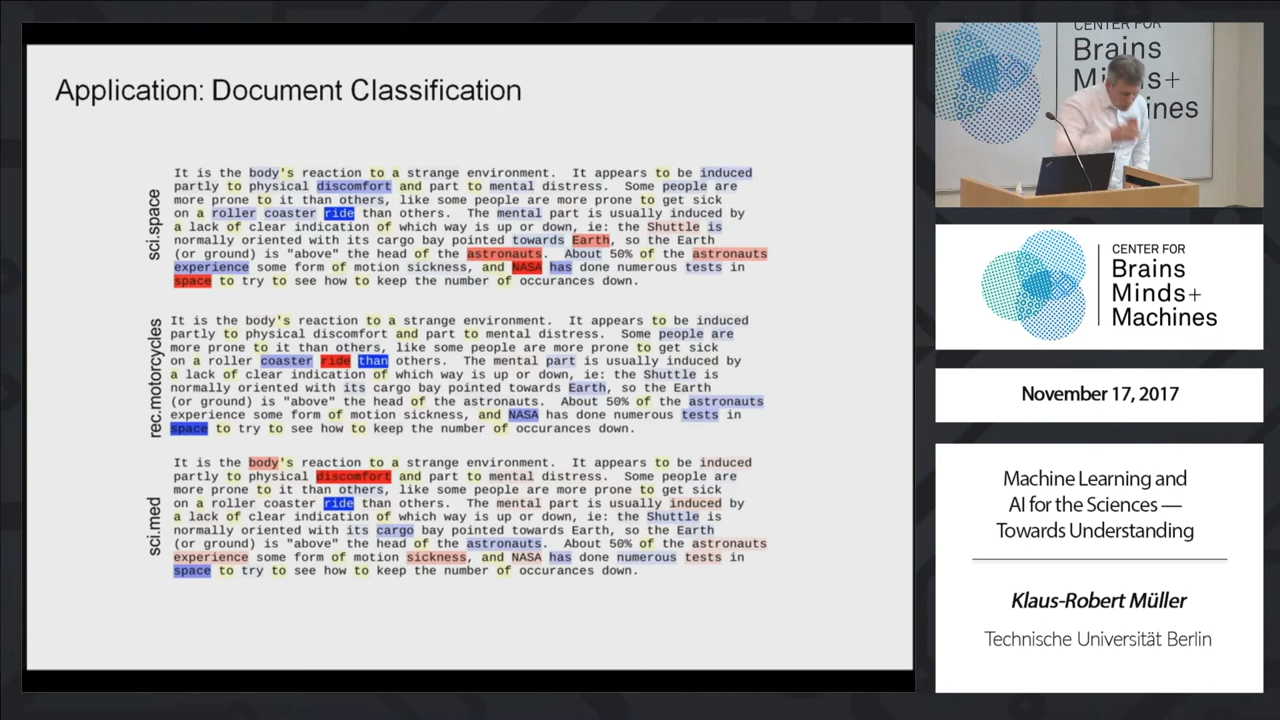 Application: Document Classification
sci.space
It is the body's reaction to a strange environment.  It appears to be induced
partly to physical discomfort and part to mental distress.  Some people are
more prone to it than others, like some people are more prone to get sick
on a roller coaster ride than others.  The mental part is usually induced by
a lack of clear indication of which way is up or down, ie: the Shuttle is
normally oriented with its cargo bay pointed towards Earth, so the Earth
(or ground) is "above" the head of the astronauts.  About 50% of the astronauts
experience some form of motion sickness, and NASA has done numerous tests in
space to try to see how to keep the number of occurances down.
rec.motorcycles
It is the body's reaction to a strange environment.  It appears to be induced
partly to physical discomfort and part to mental distress.  Some people are
more prone to it than others, like some people are more prone to get sick
on a roller coaster ride than others.  The mental part is usually induced by
a lack of clear indication of which way is up or down, ie: the Shuttle is
normally oriented with its cargo bay pointed towards Earth, so the Earth
(or ground) is "above" the head of the astronauts.  About 50% of the astronauts
experience some form of motion sickness, and NASA has done numerous tests in
space to try to see how to keep the number of occurances down.
sci.med
It is the body's reaction to a strange environment.  It appears to be induced
partly to physical discomfort and part to mental distress.  Some people are
more prone to it than others, like some people are more prone to get sick
on a roller coaster ride than others.  The mental part is usually induced by
a lack of clear indication of which way is up or down, ie: the Shuttle is
normally oriented with its cargo bay pointed towards Earth, so the Earth
(or ground) is "above" the head of the astronauts.  About 50% of the astronauts
experience some form of motion sickness, and NASA has done numerous tests in
space to try to see how to keep the number of occurances down.
CENTER FOR
Brains
CENTER FOR
Brains
Minds+
Machines
November 17, 2017
Machine Learning and
AI for the Sciences —
Towards Understanding
Klaus-Robert Müller
Technische Universität Berlin